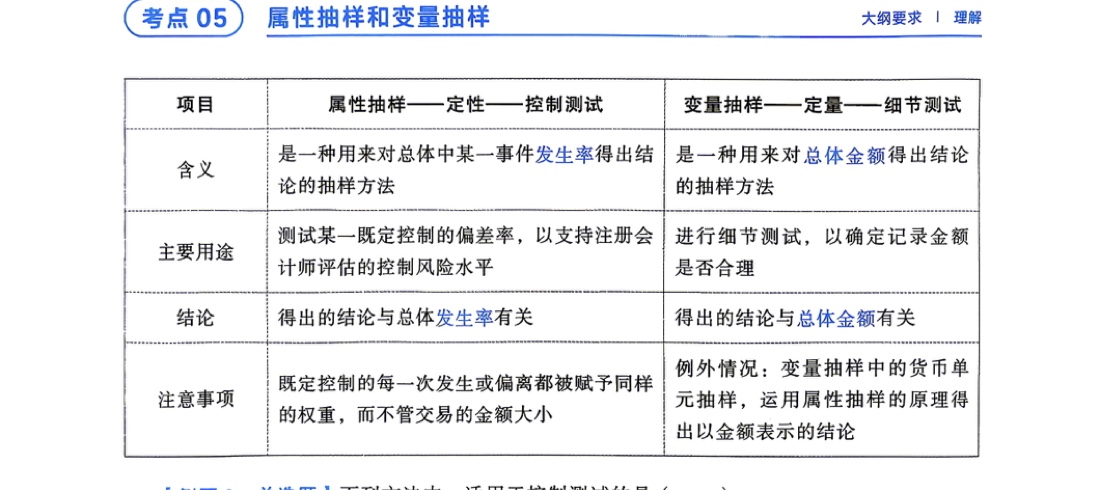 考点 05 属性抽样和变量抽样 大纲要求 | 理解
项目 属性抽样——定性——控制测试 变量抽样——定量——细节测试
含义 是一种用来对总体中某一事件发生率得出结论的抽样方法 是一种用来对总体金额得出结论的抽样方法
主要用途 测试某一既定控制的偏差率，以支持注册会计师评估的控制风险水平 进行细节测试，以确定记录金额是否合理
结论 得出的结论与总体发生率有关 得出的结论与总体金额有关
注意事项 既定控制的每一次发生或偏离都被赋予同样的权重，而不管交易的金额大小 例外情况：变量抽样中的货币单元抽样，运用属性抽样的原理得出以金额表示的结论